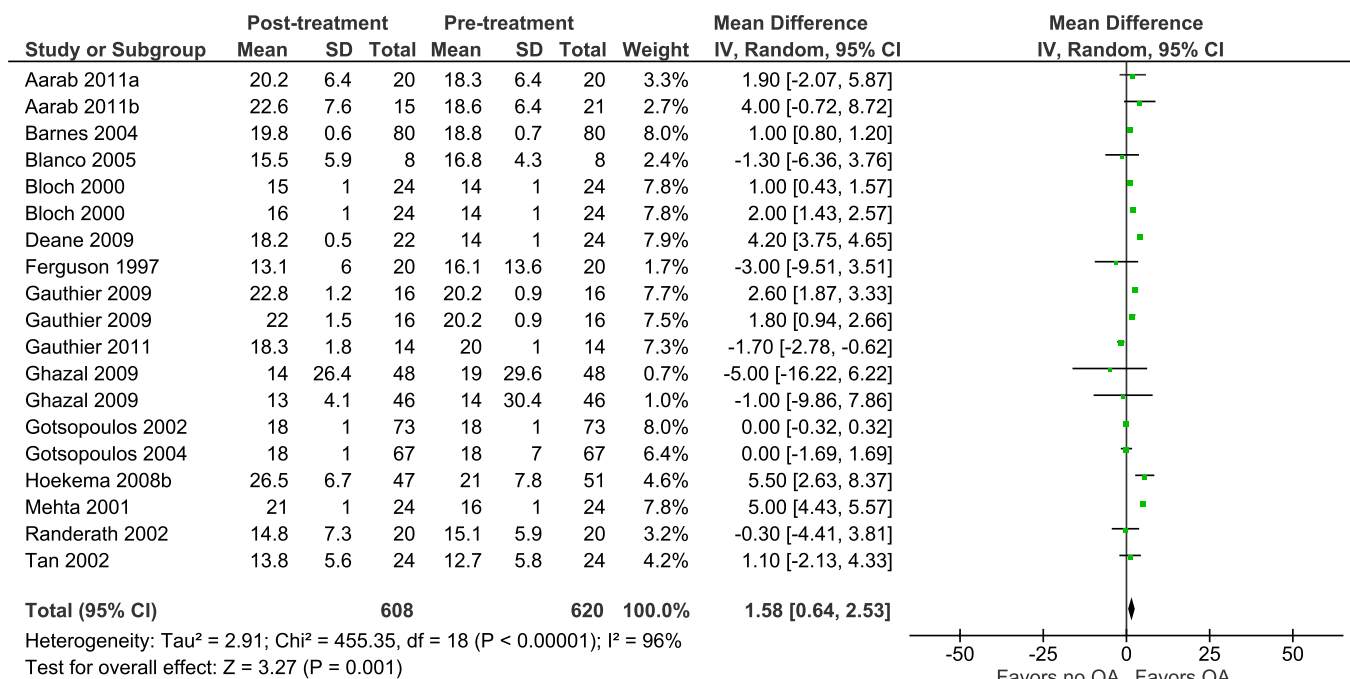 Post-treatment Pre-treatment Mean Difference Mean Difference
Study or Subgroup Mean SD Total Mean SD Total Weight IV, Random, 95% CI IV, Random, 95% CI
Aarab 2011a 20.2 6.4 20 18.3 6.4 20 3.3% 1.90 [-2.07, 5.87]
Aarab 2011b 22.6 7.6 15 18.6 6.4 21 2.7% 4.00 [-0.72, 8.72]
Barnes 2004 19.8 0.6 80 18.8 0.7 80 8.0% 1.00 [0.80, 1.20]
Blanco 2005 15.5 5.9 8 16.8 4.3 8 2.4% -1.30 [-6.36, 3.76]
Bloch 2000 15 1 24 14 1 24 7.8% 1.00 [0.43, 1.57]
Bloch 2000 16 1 24 14 1 24 7.8% 2.00 [1.43, 2.57]
Deane 2009 18.2 0.5 22 14 1 24 7.9% 4.20 [3.75, 4.65]
Ferguson 1997 13.1 6 20 16.1 13.6 20 1.7% -3.00 [-9.51, 3.51]
Gauthier 2009 22.8 1.2 16 20.2 0.9 16 7.7% 2.60 [1.87, 3.33]
Gauthier 2009 22 1.5 16 20.2 0.9 16 7.5% 1.80 [0.94, 2.66]
Gauthier 2011 18.3 1.8 14 20 1 14 7.3% -1.70 [-2.78, -0.62]
Ghazal 2009 14 26.4 48 19 29.6 48 0.7% -5.00 [-16.22, 6.22]
Ghazal 2009 13 4.1 46 14 30.4 46 1.0% -1.00 [-9.86, 7.86]
Gotsopoulos 2002 18 1 73 18 1 73 8.0% 0.00 [-0.32, 0.32]
Gotsopoulos 2004 18 1 67 18 7 67 6.4% 0.00 [-1.69, 1.69]
Hoekema 2008b 26.5 6.7 47 21 7.8 51 4.6% 5.50 [2.63, 8.37]
Mehta 2001 21 1 24 16 1 24 7.8% 5.00 [4.43, 5.57]
Randerath 2002 14.8 7.3 20 15.1 5.9 20 3.2% -0.30 [-4.41, 3.81]
Tan 2002 13.8 5.6 24 12.7 5.8 24 4.2% 1.10 [-2.13, 4.33]
Total (95% CI) 608 620 100.0% 1.58 [0.64, 2.53]
Heterogeneity: Tau² = 2.91; Chi² = 455.35, df = 18 (P < 0.00001); I² = 96%
Test for overall effect: Z = 3.27 (P = 0.001)
-50 -25 0 25 50
Favors no OA Favors OA